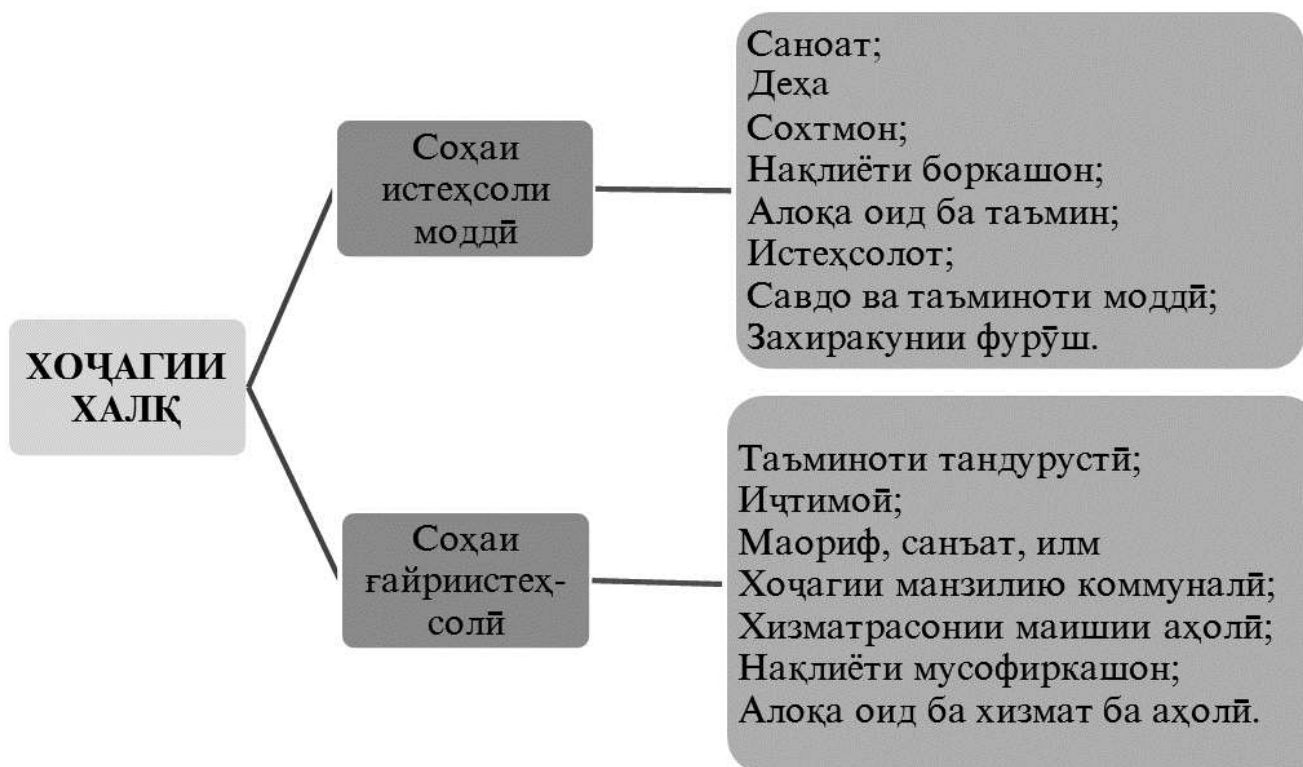 ХОҶАГИИ
ХАЛҚ
Соҳаи
истеҳсоли
моддӣ
Саноат;
Деҳа
Сохтмон;
Нақлиёти боркашон;
Алоқа оид ба таъмин;
Истеҳсолот;
Савдо ва таъминоти моддӣ;
Захиракунии фурӯш.
Соҳаи
ғайриистеҳ-
солӣ
Таъминоти тандурустӣ;
Иҷтимоӣ;
Маориф, санъат, илм
Хоҷагии манзилию коммуналӣ;
Хизматрасонии маишии аҳолӣ;
Нақлиёти мусофиркашон;
Алоқа оид ба хизмат ба аҳолӣ.